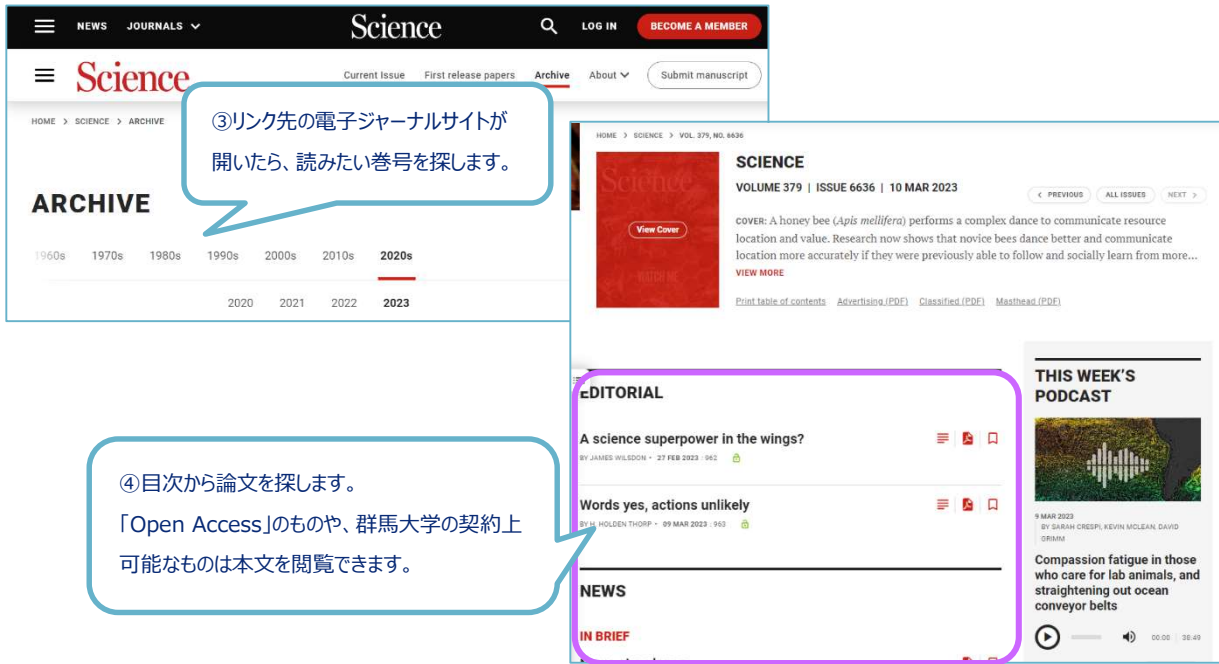 NEWS JOURNALS Science LOG IN BECOME A MEMBER
Science Current Issue First release papers Archive About Submit manuscript
HOME > SCIENCE > ARCHIVE
③リンク先の電子ジャーナルサイトが
開いたら、読みたい巻号を探します。
ARCHIVE
1960s 1970s 1980s 1990s 2000s 2010s 2020s
2020 2021 2022 2023
HOME > SCIENCE > VOL. 379, NO. 6636
Science
View Cover
WATCH ME
SCIENCE
VOLUME 379 | ISSUE 6636 | 10 MAR 2023
< PREVIOUS ALL ISSUES NEXT >
COVER: A honey bee (Apis mellifera) performs a complex dance to communicate resource
location and value. Research now shows that novice bees dance better and communicate
location more accurately if they were previously able to follow and socially learn from more...
VIEW MORE
Print table of contents Advertising (PDF) Classified (PDF) Masthead (PDF)
EDITORIAL
A science superpower in the wings?
BY JAMES WILSDON • 27 FEB 2023 : 962
Words yes, actions unlikely
BY H. HOLDEN THORP • 09 MAR 2023 : 963
NEWS
IN BRIEF
④目次から論文を探します。
「Open Access」のものや、群馬大学の契約上
可能なものは本文を閲覧できます。
THIS WEEK'S
PODCAST
9 MAR 2023
BY SARAH CRESPI, KEVIN MCLEAN, DAVID
GRIMM
Compassion fatigue in those
who care for lab animals, and
straightening out ocean
conveyor belts
00:00 38:49